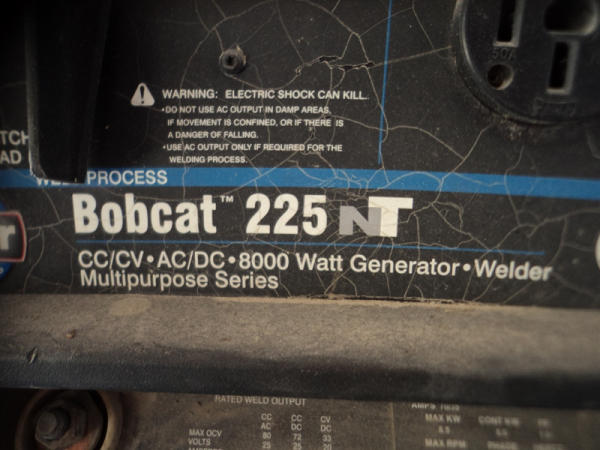 WARNING: ELECTRIC SHOCK CAN KILL.
•DO NOT USE AC OUTPUT IN DAMP AREAS,
IF MOVEMENT IS CONFINED, OR IF THERE IS
A DANGER OF FALLING.
•USE AC OUTPUT ONLY IF REQUIRED FOR THE
WELDING PROCESS.
PROCESS
Bobcat™ 225 NT
CC/CV•AC/DC•8000 Watt Generator•Welder
Multipurpose Series
RATED WELD OUTPUT
CC CC CV
AC DC DC
MAX OCV 80 72 33
VOLTS 25 25 20
MAX KW
MAX RPM